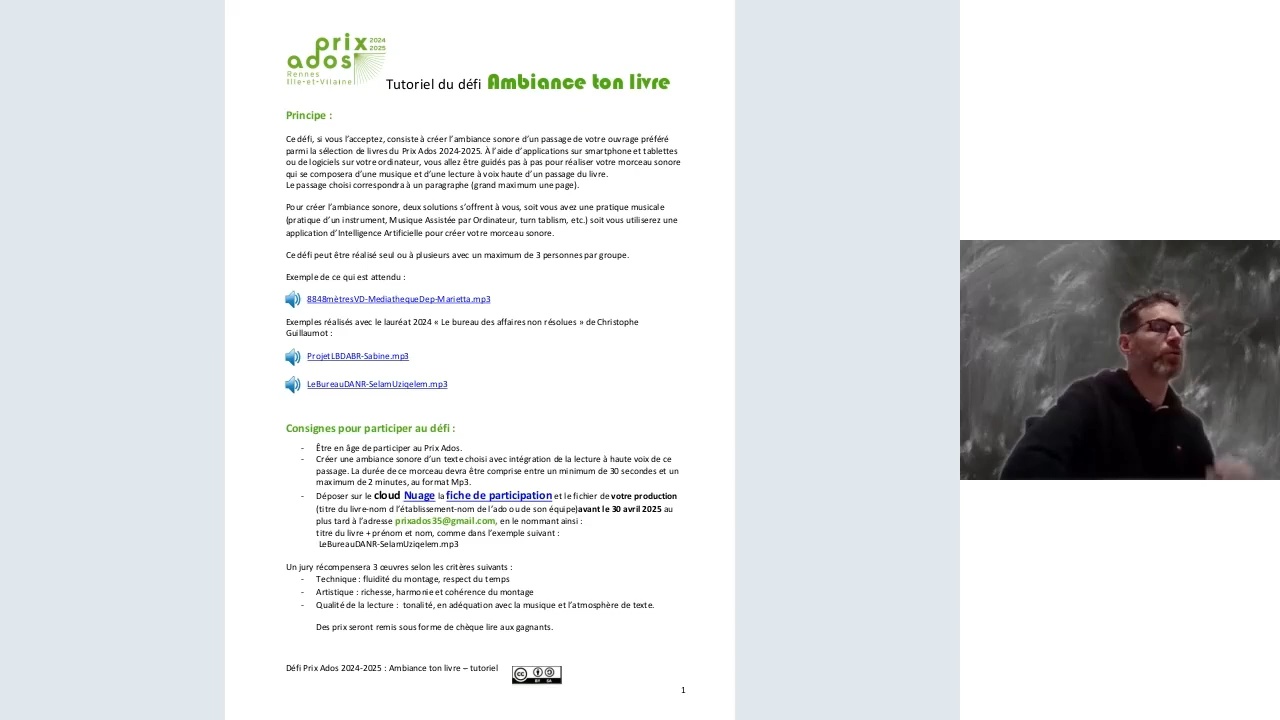 prix 2024
2025
ados
Rennes
Ille-et-Vilaine
Tutoriel du défi Ambiance ton livre
Principe :
Ce défi, si vous l’acceptez, consiste à créer l’ambiance sonore d’un passage de votre ouvrage préféré
parmi la sélection de livres du Prix Ados 2024-2025. À l’aide d’applications sur smartphone et tablettes
ou de logiciels sur votre ordinateur, vous allez être guidés pas à pas pour réaliser votre morceau sonore
qui se composera d’une musique et d’une lecture à voix haute d’un passage du livre.
Le passage choisi correspondra à un paragraphe (grand maximum une page).
Pour créer l’ambiance sonore, deux solutions s’offrent à vous, soit vous avez une pratique musicale
(pratique d’un instrument, Musique Assistée par Ordinateur, turn tablism, etc.) soit vous utiliserez une
application d’Intelligence Artificielle pour créer votre morceau sonore.
Ce défi peut être réalisé seul ou à plusieurs avec un maximum de 3 personnes par groupe.
Exemple de ce qui est attendu :
8848mètresVD-MediathequeDep-Marietta.mp3
Exemples réalisés avec le lauréat 2024 « Le bureau des affaires non résolues » de Christophe
Guillaumot :
ProjetLBDABR-Sabine.mp3
LeBureauDANR-SelamUziqelem.mp3
Consignes pour participer au défi :
- Être en âge de participer au Prix Ados.
- Créer une ambiance sonore d’un texte choisi avec intégration de la lecture à haute voix de ce
passage. La durée de ce morceau devra être comprise entre un minimum de 30 secondes et un
maximum de 2 minutes, au format Mp3.
- Déposer sur le cloud Nuage la fiche de participation et le fichier de votre production
(titre du livre-nom d l’établissement-nom de l’ado ou de son équipe)avant le 30 avril 2025 au
plus tard à l’adresse prixados35@gmail.com, en le nommant ainsi :
titre du livre + prénom et nom, comme dans l’exemple suivant :
LeBureauDANR-SelamUziqelem.mp3
Un jury récompensera 3 œuvres selon les critères suivants :
- Technique : fluidité du montage, respect du temps
- Artistique : richesse, harmonie et cohérence du montage
- Qualité de la lecture : tonalité, en adéquation avec la musique et l’atmosphère de texte.
Des prix seront remis sous forme de chèque lire aux gagnants.
Défi Prix Ados 2024-2025 : Ambiance ton livre – tutoriel
cc BY SA
1